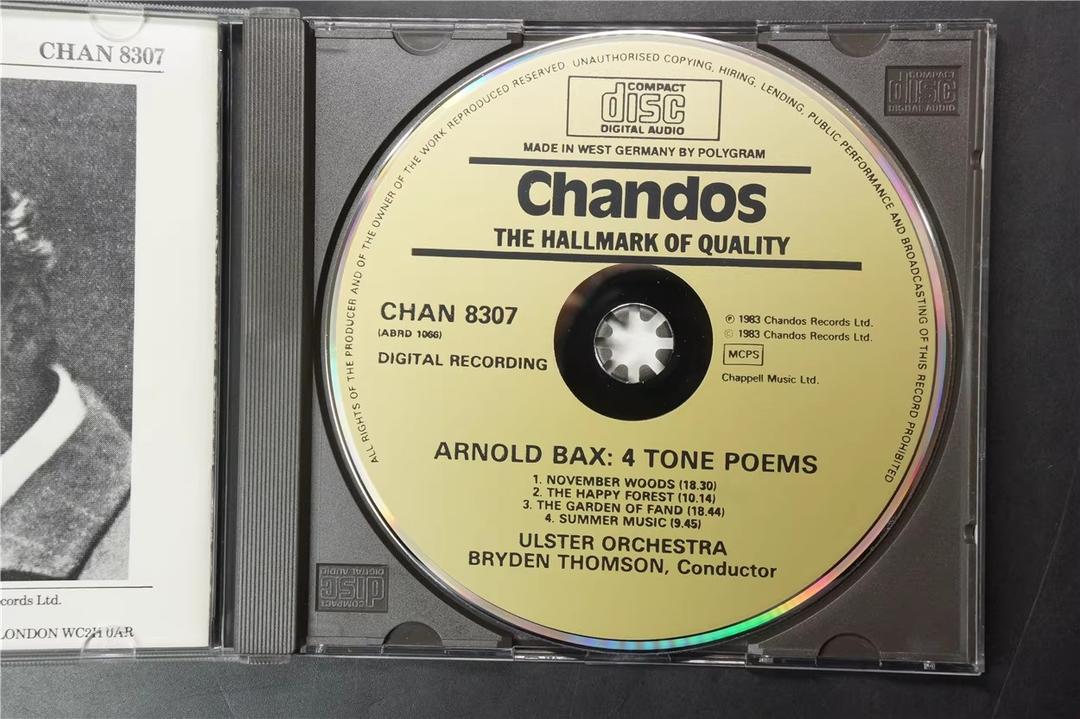 CHAN 8307
cords Ltd.
LONDON WC2H 0AR
COMPACT
disc
DIGITAL AUDIO
COMPACT
disc
DIGITAL AUDIO
ALL RIGHTS OF THE PRODUCER AND OF THE OWNER OF THE WORK REPRODUCED RESERVED. UNAUTHORISED COPYING, HIRING, LENDING, PUBLIC PERFORMANCE AND BROADCASTING OF THIS RECORD PROHIBITED
COMPACT
disc
DIGITAL AUDIO
MADE IN WEST GERMANY BY POLYGRAM
Chandos
THE HALLMARK OF QUALITY
CHAN 8307
(ABRD 1066)
DIGITAL RECORDING
℗ 1983 Chandos Records Ltd.
© 1983 Chandos Records Ltd.
MCPS
Chappell Music Ltd.
ARNOLD BAX: 4 TONE POEMS
1. NOVEMBER WOODS (18.30)
2. THE HAPPY FOREST (10.14)
3. THE GARDEN OF FAND (18.44)
4. SUMMER MUSIC (9.45)
ULSTER ORCHESTRA
BRYDEN THOMSON, Conductor